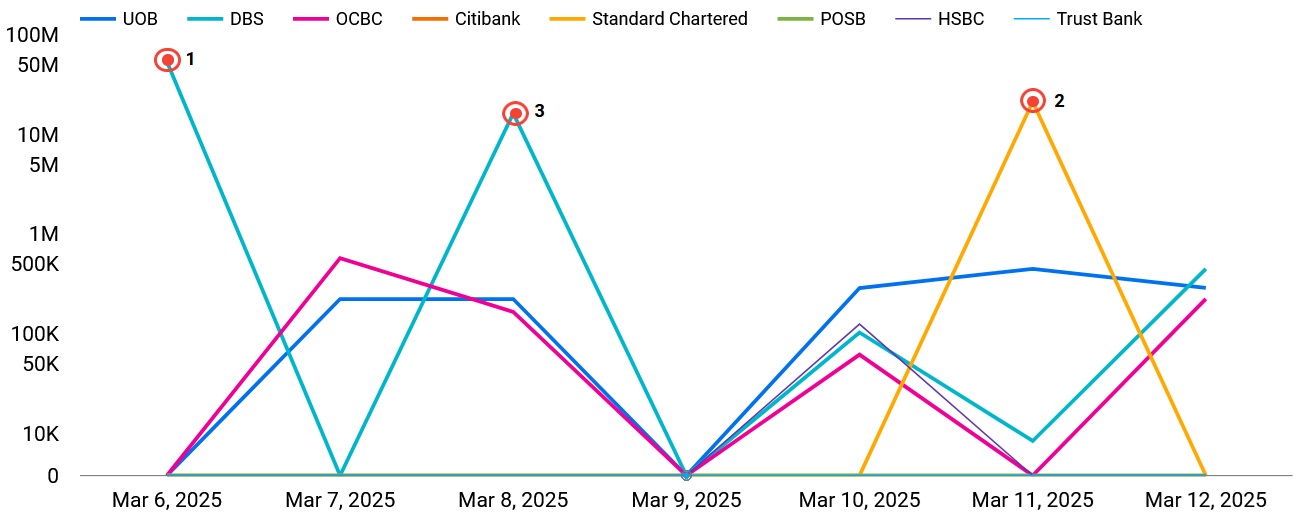 UOB DBS OCBC Citibank Standard Chartered POSB HSBC Trust Bank
100M
50M
1
3
2
10M
5M
1M
500K
100K
50K
10K
0
Mar 6, 2025 Mar 7, 2025 Mar 8, 2025 Mar 9, 2025 Mar 10, 2025 Mar 11, 2025 Mar 12, 2025